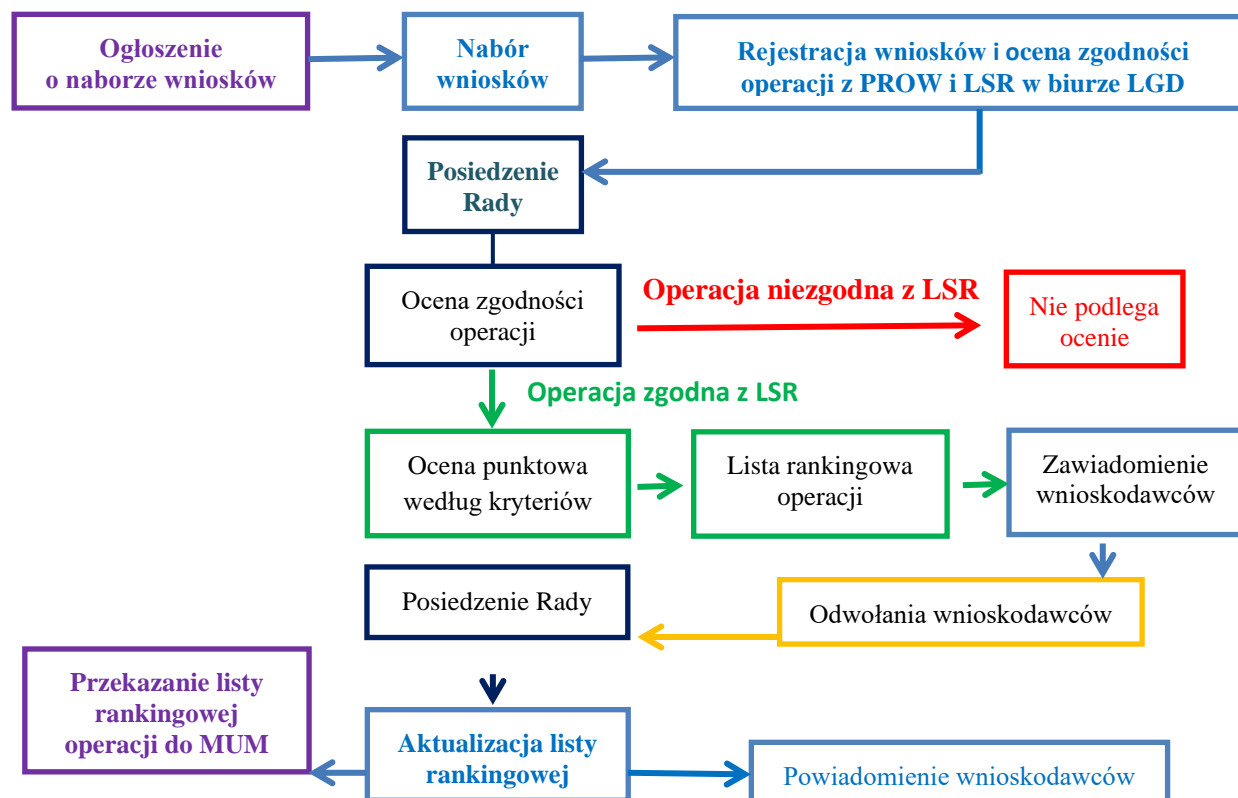 Ogłoszenie
o naborze wniosków
Nabór
wniosków
Rejestracja wniosków i ocena zgodności
operacji z PROW i LSR w biurze LGD
Posiedzenie
Rady
Ocena zgodności
operacji
Operacja niezgodna z LSR
Nie podlega
ocenie
Operacja zgodna z LSR
Ocena punktowa
według kryteriów
Lista rankingowa
operacji
Zawiadomienie
wnioskodawców
Posiedzenie Rady
Odwołania wnioskodawców
Przekazanie listy
rankingowej
operacji do MUM
Aktualizacja listy
rankingowej
Powiadomienie wnioskodawców